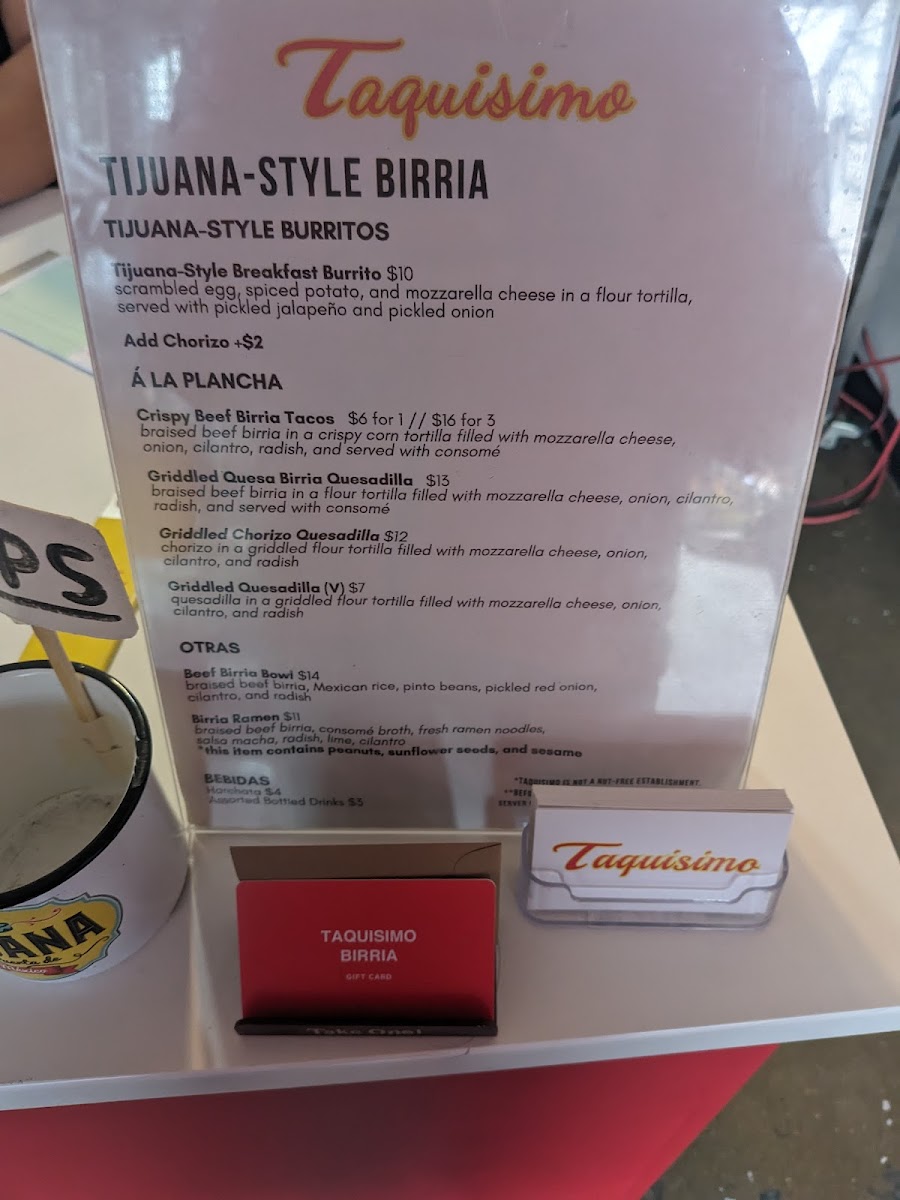 Taquisimo
TIJUANA-STYLE BIRRIA
TIJUANA-STYLE BURRITOS
Tijuana-Style Breakfast Burrito $10
scrambled egg, spiced potato, and mozzarella cheese in a flour tortilla,
served with pickled jalapeño and pickled onion
Add Chorizo +$2
Á LA PLANCHA
Crispy Beef Birria Tacos $6 for 1 // $16 for 3
braised beef birria in a crispy corn tortilla filled with mozzarella cheese,
onion, cilantro, radish, and served with consomé
Griddled Quesa Birria Quesadilla $13
braised beef birria in a flour tortilla filled with mozzarella cheese, onion, cilantro,
radish, and served with consomé
Griddled Chorizo Quesadilla $12
chorizo in a griddled flour tortilla filled with mozzarella cheese, onion,
cilantro, and radish
Griddled Quesadilla (V) $7
quesadilla in a griddled flour tortilla filled with mozzarella cheese, onion,
cilantro, and radish
OTRAS
Beef Birria Bowl $14
braised beef birria, Mexican rice, pinto beans, pickled red onion,
cilantro, and radish
Birria Ramen $11
braised beef birria, consomé broth, fresh ramen noodles,
salsa macha, radish, lime, cilantro
*this item contains peanuts, sunflower seeds, and sesame
BEBIDAS
Horchata $4
Assorted Bottled Drinks $3
*TAQUISIMO IS NOT A NUT-FREE ESTABLISHMENT.
SERVER
PS
ANA
Taquisimo
TAQUISIMO
BIRRIA
GIFT CARD
Take One!